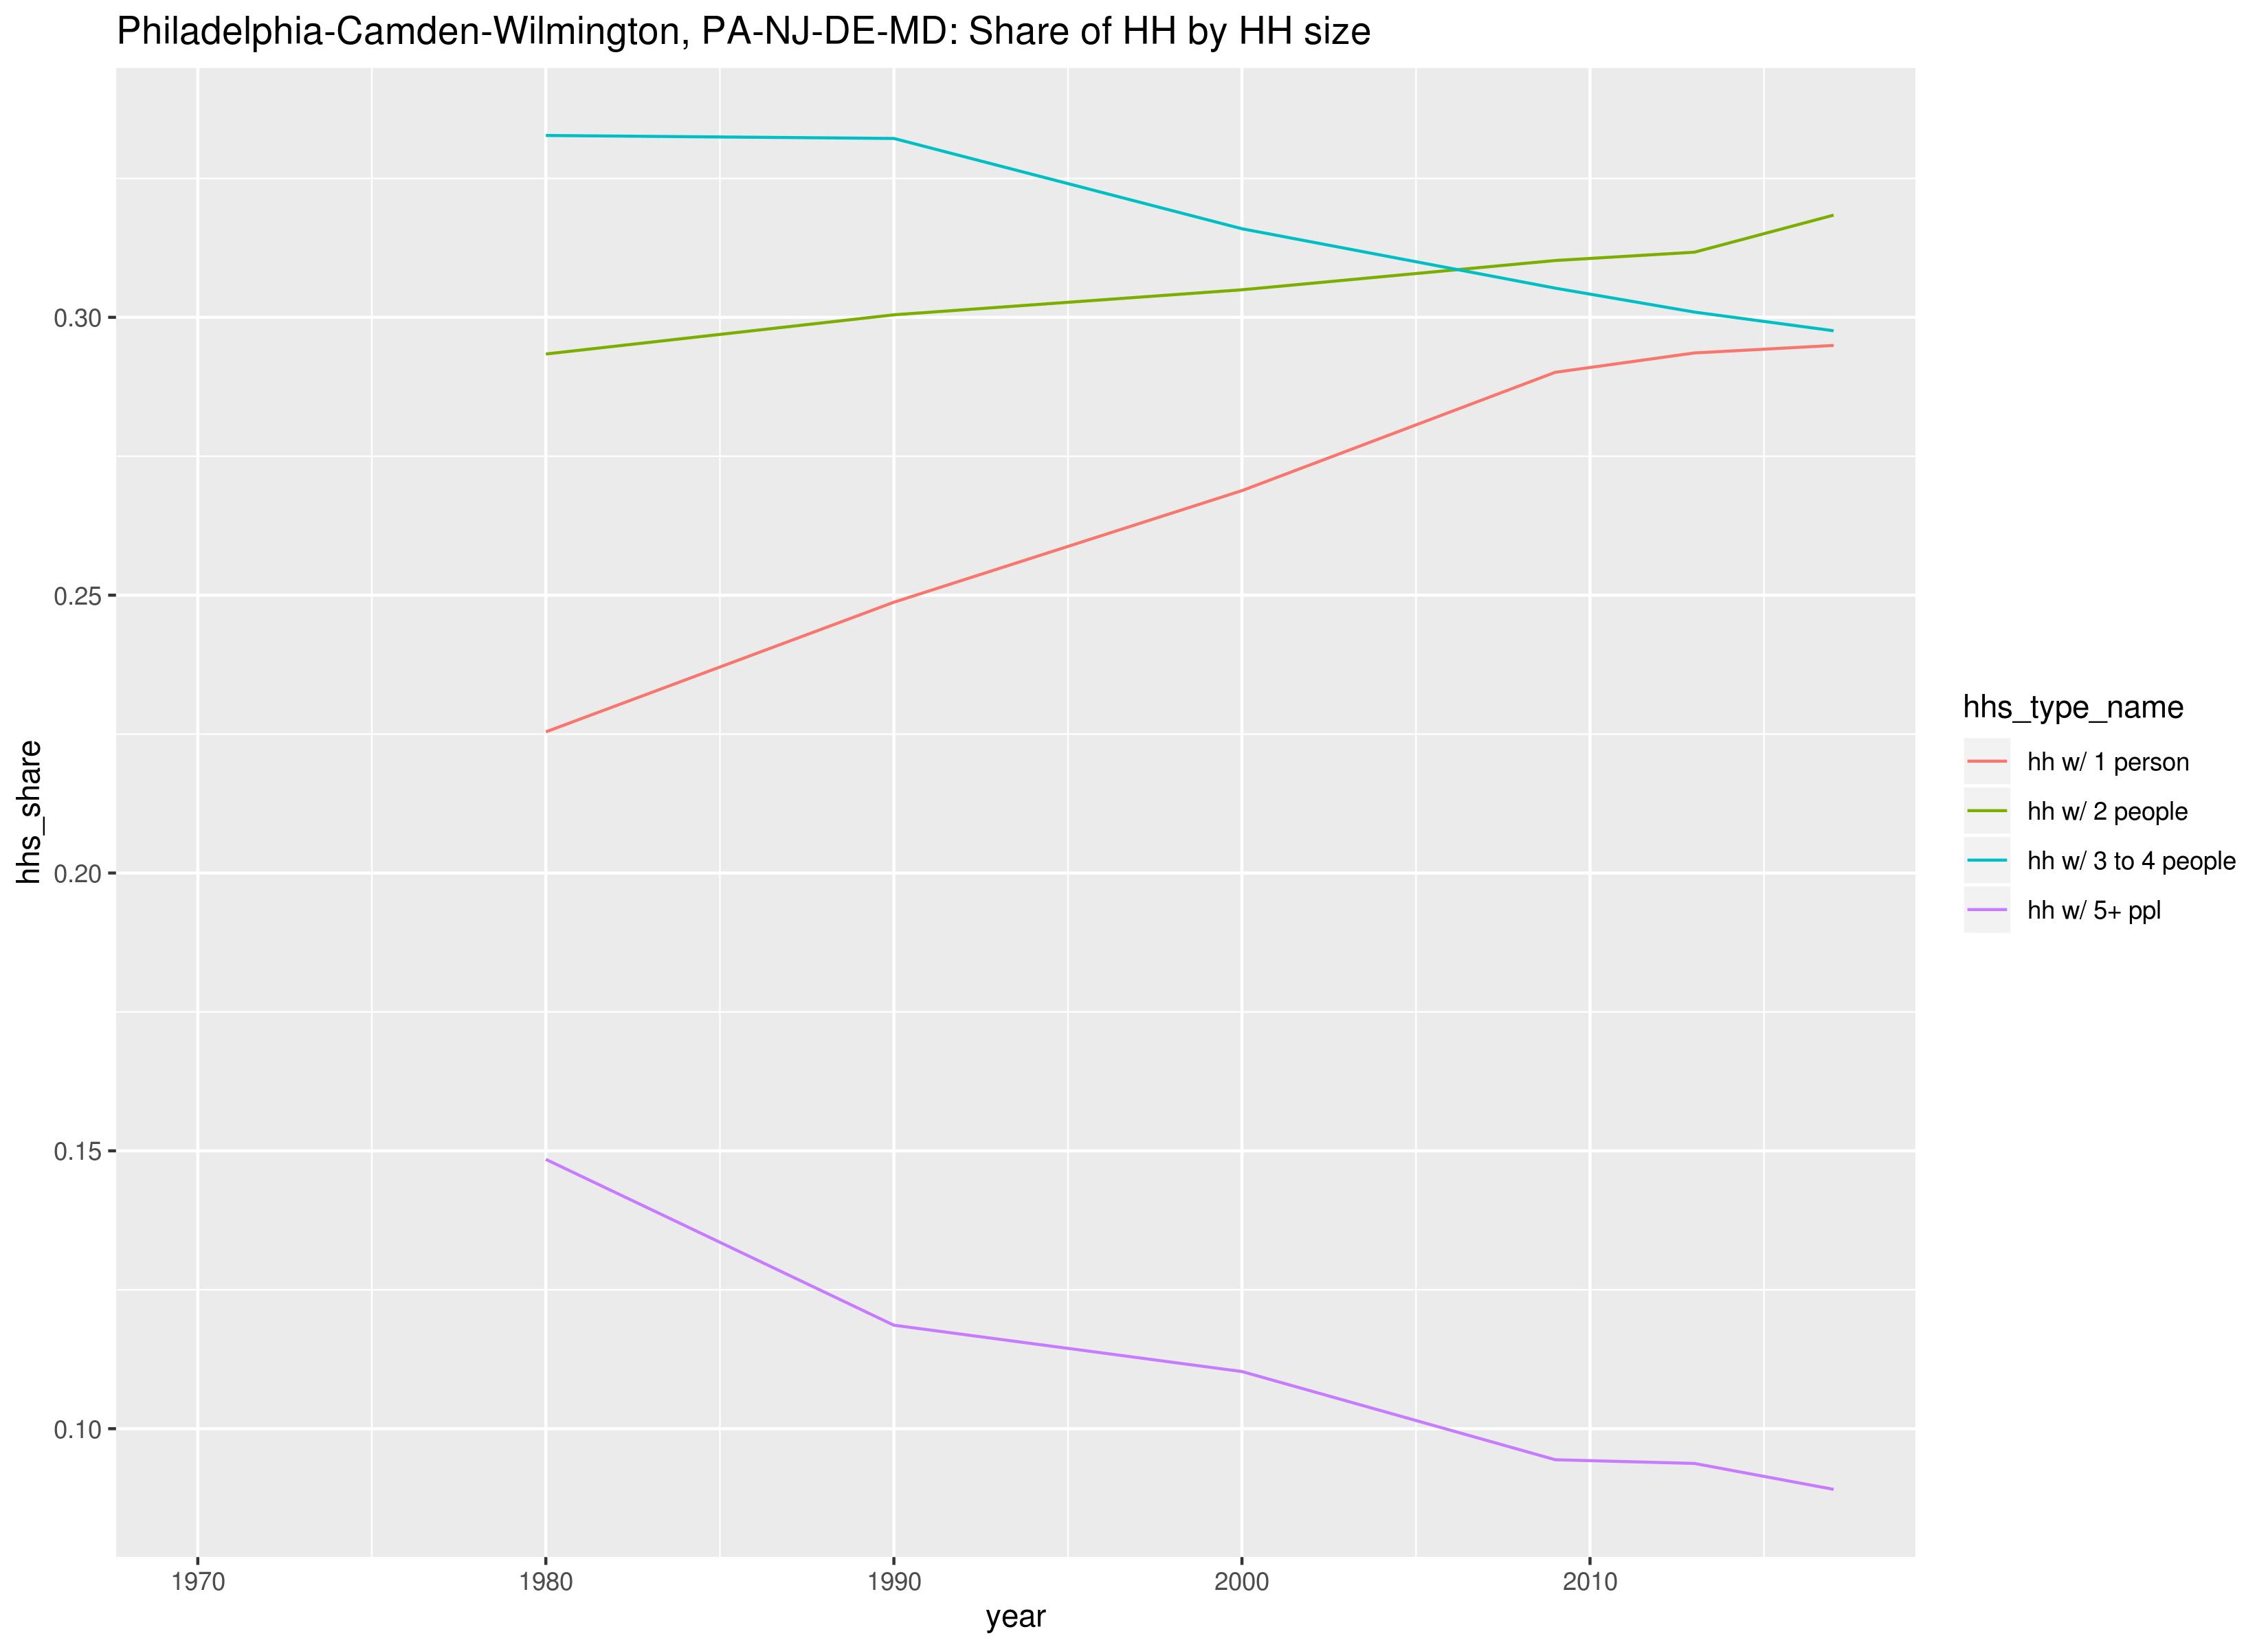 Philadelphia-Camden-Wilmington, PA-NJ-DE-MD: Share of HH by HH size
hhs_share
0.30
0.25
0.20
0.15
0.10
1970
1980
1990
2000
2010
year
hhs_type_name
hh w/ 1 person
hh w/ 2 people
hh w/ 3 to 4 people
hh w/ 5+ ppl